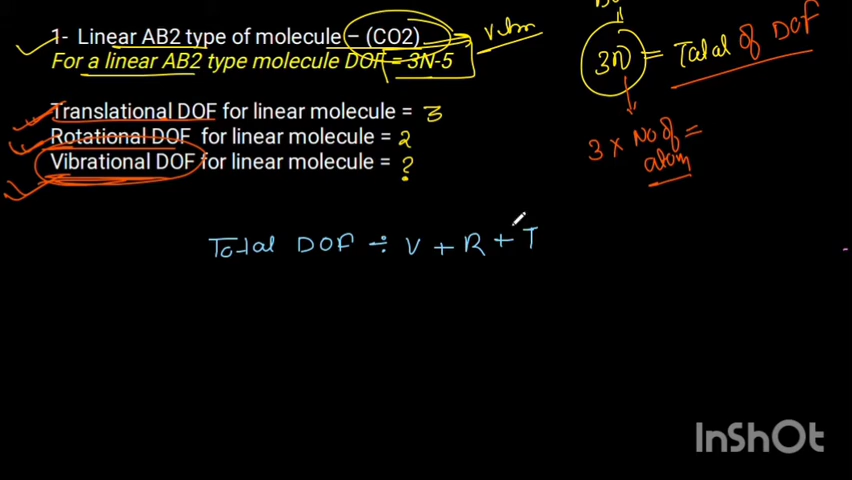 1- Linear AB2 type of molecule – (CO2)
Vibn
For a linear AB2 type molecule DOF = 3N-5
3N = Total of DOF
3 × No of =
atom
Translational DOF for linear molecule = 3
Rotational DOF for linear molecule = 2
Vibrational DOF for linear molecule = ?
Total DOF ÷ V + R + T
InShOt